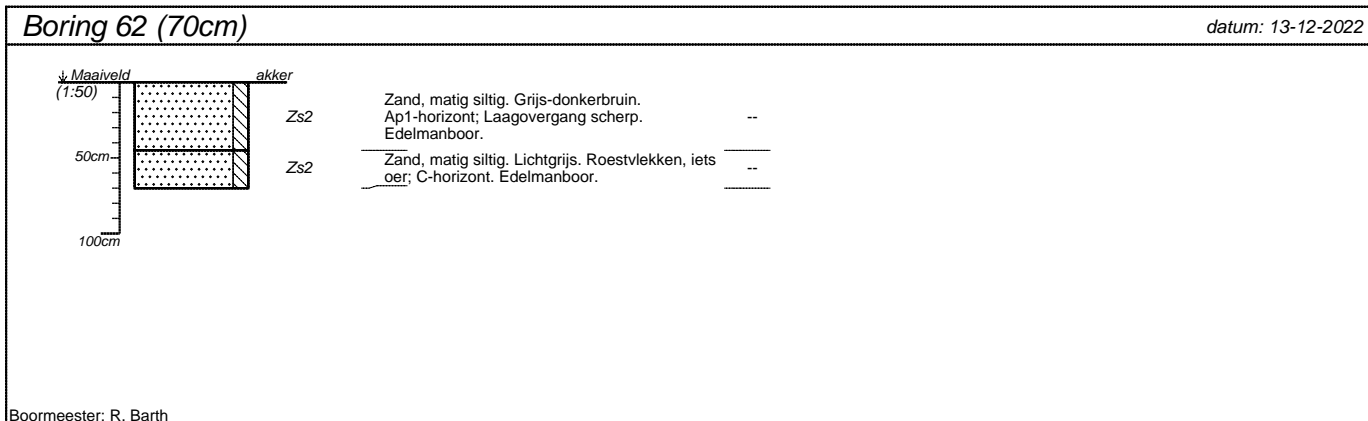 Boring 62 (70cm)
datum: 13-12-2022
Maaiveld
akker
(1:50)
Zs2
Zand, matig siltig. Grijs-donkerbruin.
Ap1-horizont; Laagovergang scherp.
Edelmanboor.
--
50cm
Zs2
Zand, matig siltig. Lichtgrijs. Roestvlekken, iets
oer; C-horizont. Edelmanboor.
--
100cm
Boormeester: R. Barth